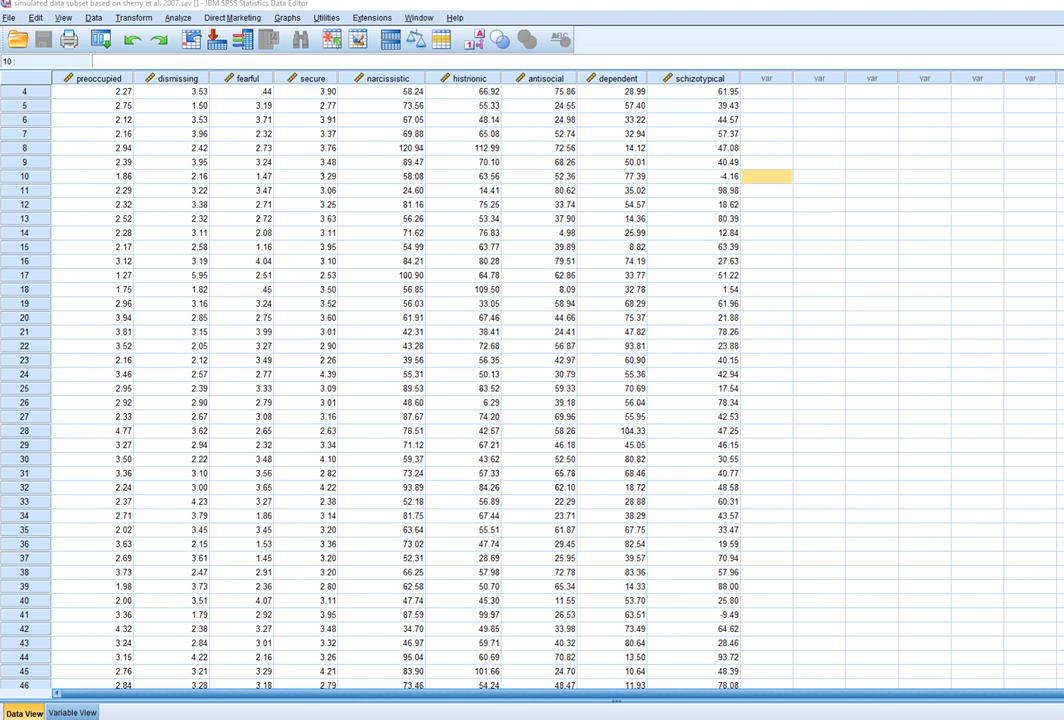 simulated data subset based on sherry et al. 2007.sav [] - IBM SPSS Statistics Data Editor
File Edit View Data Transform Analyze Direct Marketing Graphs Utilities Extensions Window Help
10 :
preoccupied dismissing fearful secure narcissistic histrionic antisocial dependent schizotypical var var var var var var
4 2.27 3.53 .44 3.90 58.24 66.92 75.86 28.99 61.95
5 2.75 1.50 3.19 2.77 73.56 55.33 24.55 57.40 39.43
6 2.12 3.53 3.71 3.91 67.05 48.14 24.98 33.22 44.57
7 2.16 3.96 2.32 3.37 69.88 65.08 52.74 32.94 57.37
8 2.94 2.42 2.73 3.76 120.94 112.99 72.56 14.12 47.08
9 2.39 3.95 3.24 3.48 89.47 70.10 68.26 50.01 40.49
10 1.86 2.16 1.47 3.29 58.08 63.56 52.36 77.39 -4.16
11 2.29 3.22 3.47 3.06 24.60 14.41 80.62 35.02 98.98
12 2.32 3.38 2.71 3.25 81.16 75.25 33.74 54.57 18.62
13 2.52 2.32 2.72 3.63 56.26 53.34 37.90 14.36 80.39
14 2.28 3.11 2.08 3.11 71.62 76.83 4.98 25.99 12.84
15 2.17 2.58 1.16 3.95 54.99 63.77 39.89 8.82 63.39
16 3.12 3.19 4.04 3.10 84.21 80.28 79.51 74.19 27.63
17 1.27 5.95 2.51 2.53 100.90 64.78 62.86 33.77 51.22
18 1.75 1.82 .45 3.50 56.85 109.50 8.09 32.78 1.54
19 2.96 3.16 3.24 3.52 56.03 33.05 58.94 68.29 61.96
20 3.94 2.85 2.75 3.60 61.91 67.46 44.66 75.37 21.88
21 3.81 3.15 3.99 3.01 42.31 38.41 24.41 47.82 78.26
22 3.52 2.05 3.27 2.90 43.28 72.68 56.87 93.81 23.88
23 2.16 2.12 3.49 2.26 39.56 56.35 42.97 60.90 40.15
24 3.46 2.57 2.77 4.39 55.31 50.13 30.79 55.36 42.94
25 2.95 2.39 3.33 3.09 89.53 83.52 59.33 70.69 17.54
26 2.92 2.90 2.79 3.01 48.60 6.29 39.18 56.04 78.34
27 2.33 2.67 3.08 3.16 87.67 74.20 69.96 55.95 42.53
28 4.77 3.62 2.65 2.63 78.51 42.57 58.26 104.33 47.25
29 3.27 2.94 2.32 3.34 71.12 67.21 46.18 45.05 46.15
30 3.50 2.22 3.48 4.10 59.37 43.62 52.50 80.82 30.55
31 3.36 3.10 3.56 2.82 73.24 57.33 65.78 68.46 40.77
32 2.24 3.00 3.65 4.22 93.89 84.26 62.10 18.72 48.58
33 2.37 4.23 3.27 2.38 52.18 56.89 22.29 28.88 60.31
34 2.71 3.79 1.86 3.14 81.75 67.44 23.71 38.29 43.57
35 2.02 3.45 3.45 3.20 63.64 55.51 61.87 67.75 33.47
36 3.63 2.15 1.53 3.36 73.02 47.74 29.45 82.54 19.59
37 2.69 3.61 1.45 3.20 52.31 28.69 25.95 39.57 70.94
38 3.73 2.47 2.91 3.20 66.25 57.98 72.78 83.36 57.96
39 1.98 3.73 2.36 2.80 62.58 50.70 65.34 14.33 88.00
40 2.00 3.51 4.07 3.11 47.74 45.30 11.55 53.70 25.80
41 3.36 1.79 2.92 3.95 87.59 99.97 26.53 63.51 -9.49
42 4.32 2.38 3.27 3.48 34.70 49.85 33.98 73.49 64.62
43 3.24 2.84 3.01 3.32 46.97 59.71 40.32 80.64 28.46
44 3.15 4.22 2.16 3.26 95.04 60.69 70.82 13.50 93.72
45 2.76 3.21 3.29 4.21 83.90 101.66 24.70 10.64 48.39
46 2.84 3.28 3.18 2.79 73.46 54.24 48.47 11.93 78.08
Data View Variable View